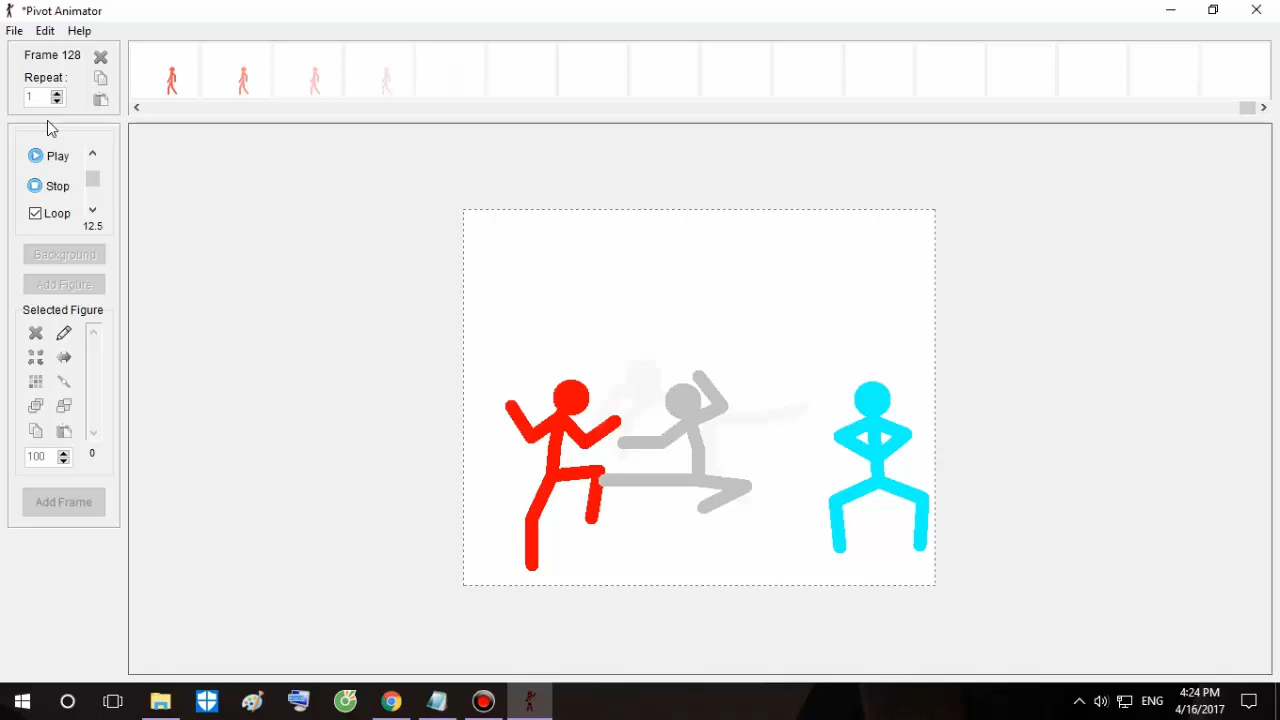 *Pivot Animator
File Edit Help
Frame 128
Repeat :
1
Play
Stop
Loop
12.5
Background
Add Figure
Selected Figure
100
0
Add Frame
ENG
4:24 PM
4/16/2017